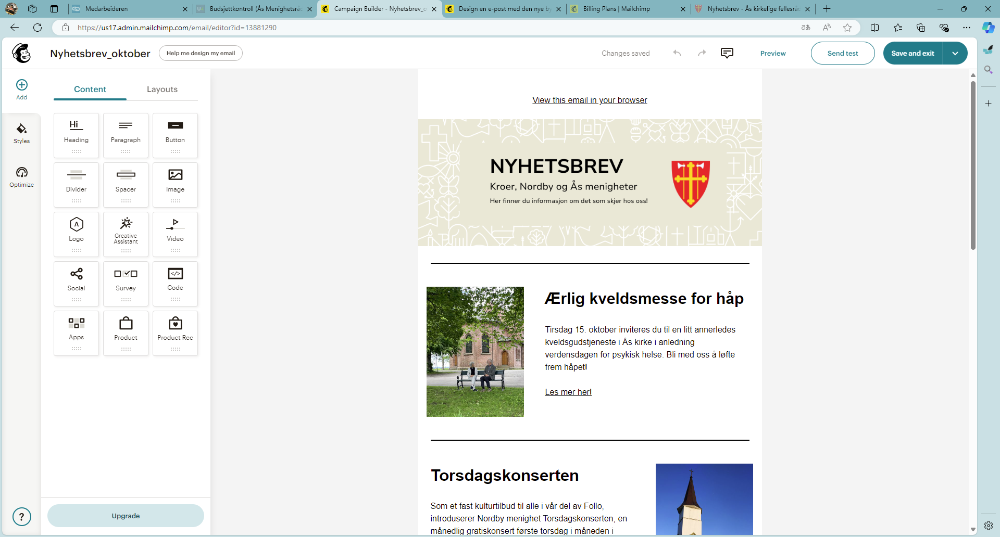 Medarbeideren
Budsjettkontroll (Ås Menighetsråd
Campaign Builder - Nyhetsbrev_o
Design en e-post med den nye by
Billing Plans | Mailchimp
Nyhetsbrev - Ås kirkelige fellesråd
https://us17.admin.mailchimp.com/email/editor?id=13881290
Nyhetsbrev_oktober
Help me design my email
Changes saved
Preview
Send test
Save and exit
Add
Styles
Optimize
Content
Layouts
Hi
Heading
Paragraph
Button
Divider
Spacer
Image
A
Logo
Creative
Assistant
Video
Social
Survey
Code
Apps
Product
Product Rec
Upgrade
?
View this email in your browser
NYHETSBREV
Kroer, Nordby og Ås menigheter
Her finner du informasjon om det som skjer hos oss!
Ærlig kveldsmesse for håp
Tirsdag 15. oktober inviteres du til en litt annerledes
kveldsgudstjeneste i Ås kirke i anledning
verdensdagen for psykisk helse. Bli med oss å løfte
frem håpet!
Les mer her!
Torsdagskonserten
Som et fast kulturtilbud til alle i vår del av Follo,
introduserer Nordby menighet Torsdagskonserten, en
månedlig gratiskonsert første torsdag i måneden i